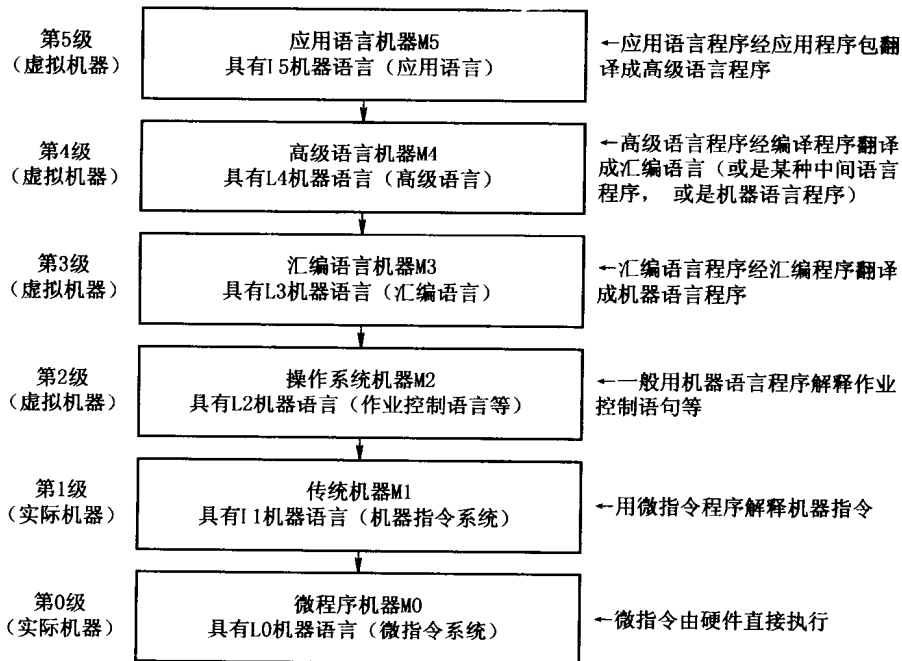 第5级
(虚拟机器)
应用语言机器M5
具有I5机器语言(应用语言)
←应用语言程序经应用程序包翻
译成高级语言程序
第4级
(虚拟机器)
高级语言机器M4
具有L4机器语言(高级语言)
←高级语言程序经编译程序翻译
成汇编语言(或是某种中间语言
程序, 或是机器语言程序)
第3级
(虚拟机器)
汇编语言机器M3
具有L3机器语言(汇编语言)
←汇编语言程序经汇编程序翻译
成机器语言程序
第2级
(虚拟机器)
操作系统机器M2
具有L2机器语言(作业控制语言等)
←一般用机器语言程序解释作业
控制语句等
第1级
(实际机器)
传统机器M1
具有I1机器语言(机器指令系统)
←用微指令程序解释机器指令
第0级
(实际机器)
微程序机器M0
具有L0机器语言(微指令系统)
←微指令由硬件直接执行